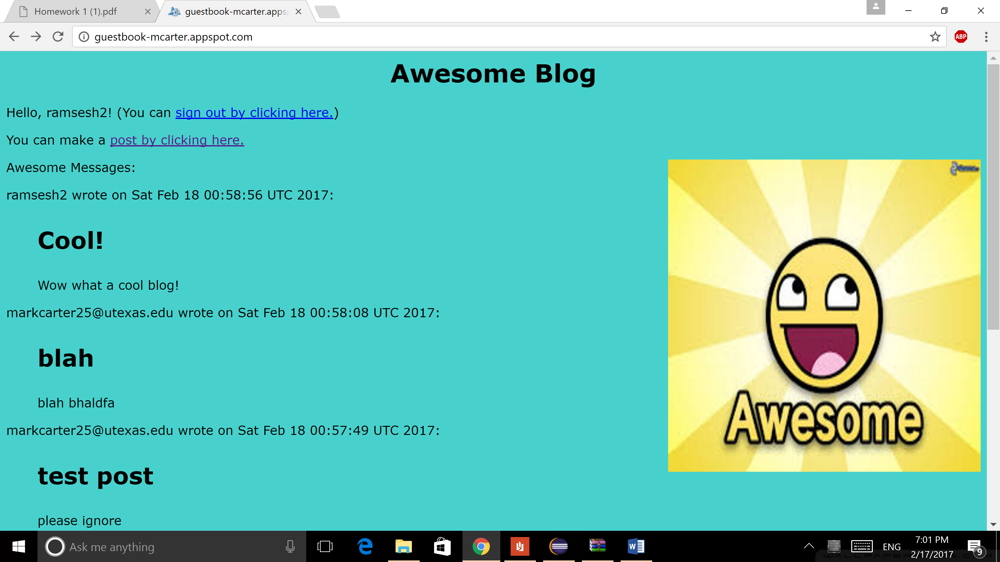 Homework 1 (1).pdf
guestbook-mcarter.apps
guestbook-mcarter.appspot.com
ABP
Awesome Blog
Hello, ramsesh2! (You can sign out by clicking here.)
You can make a post by clicking here.
Awesome Messages:
ramsesh2 wrote on Sat Feb 18 00:58:56 UTC 2017:
Cool!
Wow what a cool blog!
markcarter25@utexas.edu wrote on Sat Feb 18 00:58:08 UTC 2017:
blah
blah bhaldfa
markcarter25@utexas.edu wrote on Sat Feb 18 00:57:49 UTC 2017:
test post
please ignore
Awesome
Ask me anything
ENG
7:01 PM
2/17/2017
9